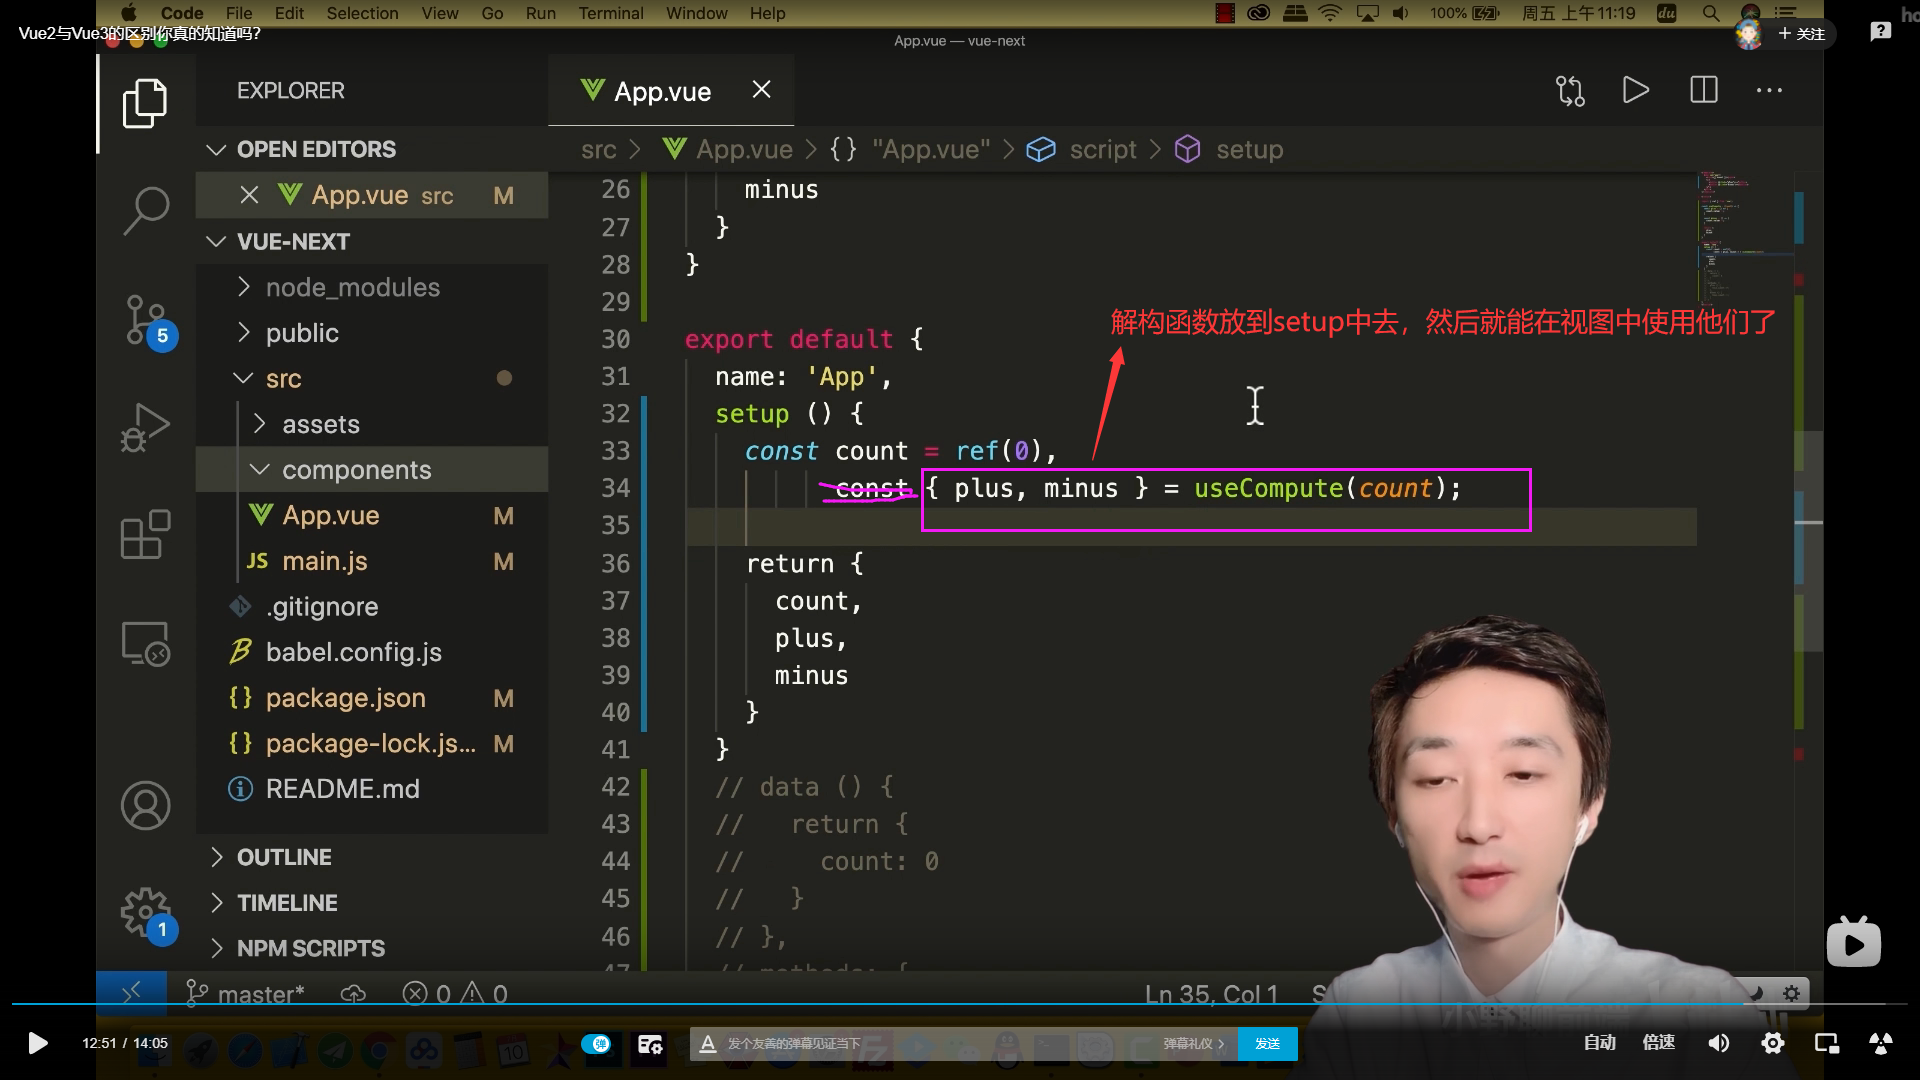 Code File Edit Selection View Go Run Terminal Window Help
100% 周五 上午11:19 du
Vue2与Vue3的区别你真的知道吗?
App.vue — vue-next
+ 关注
EXPLORER
App.vue
OPEN EDITORS
src > App.vue > {} "App.vue" > script > setup
App.vue src M
VUE-NEXT
node_modules
public
src
assets
components
App.vue M
JS main.js M
.gitignore
babel.config.js
{} package.json M
{} package-lock.js... M
README.md
OUTLINE
TIMELINE
NPM SCRIPTS
5
1
26 minus
27 }
28 }
29
解构函数放到setup中去，然后就能在视图中使用他们了
30 export default {
31 name: 'App',
32 setup () {
33 const count = ref(0),
34 const { plus, minus } = useCompute(count);
35
36 return {
37 count,
38 plus,
39 minus
40 }
41 }
42 // data () {
43 // return {
44 // count: 0
45 // }
46 // },
47 // methods: {
master* 0 0
Ln 35, Col 1
12:51 / 14:05
弹
发个友善的弹幕见证当下
弹幕礼仪 >
发送
自动
倍速